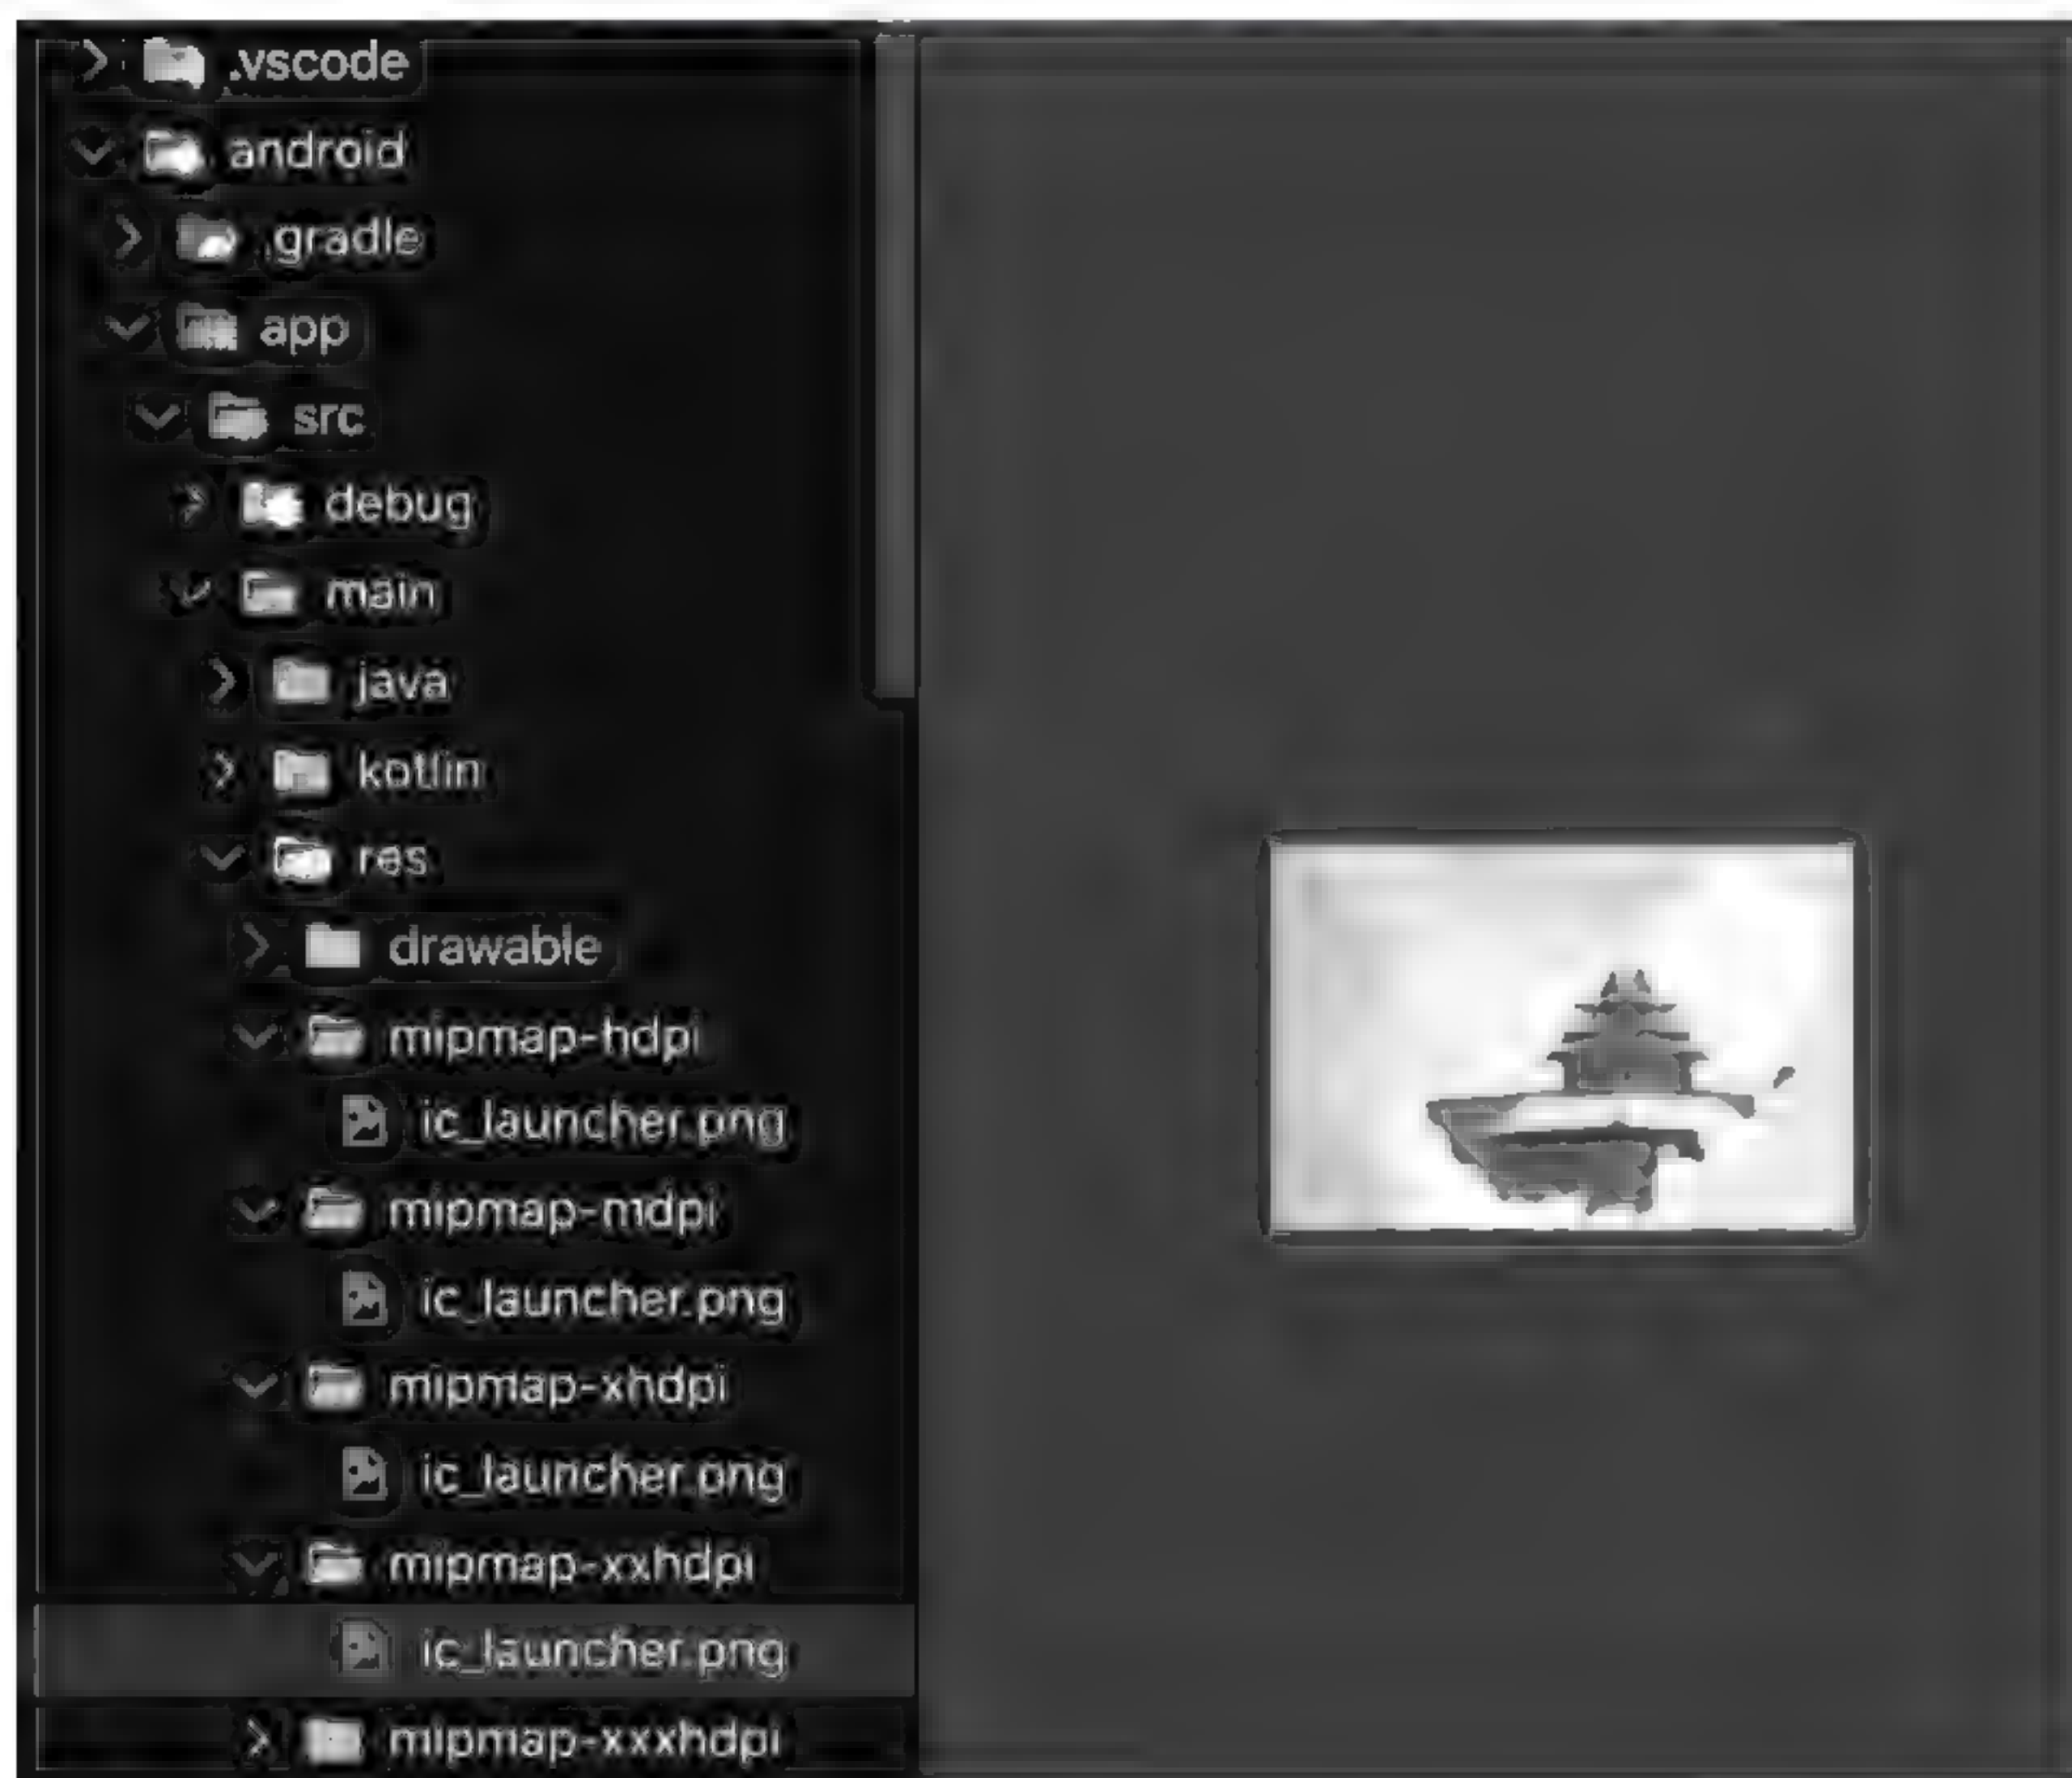 .vscode
android
.gradle
app
src
debug
main
java
kotlin
res
drawable
mipmap-hdpi
ic_launcher.png
mipmap-mdpi
ic_launcher.png
mipmap-xhdpi
ic_launcher.png
mipmap-xxhdpi
ic_launcher.png
mipmap-xxxhdpi